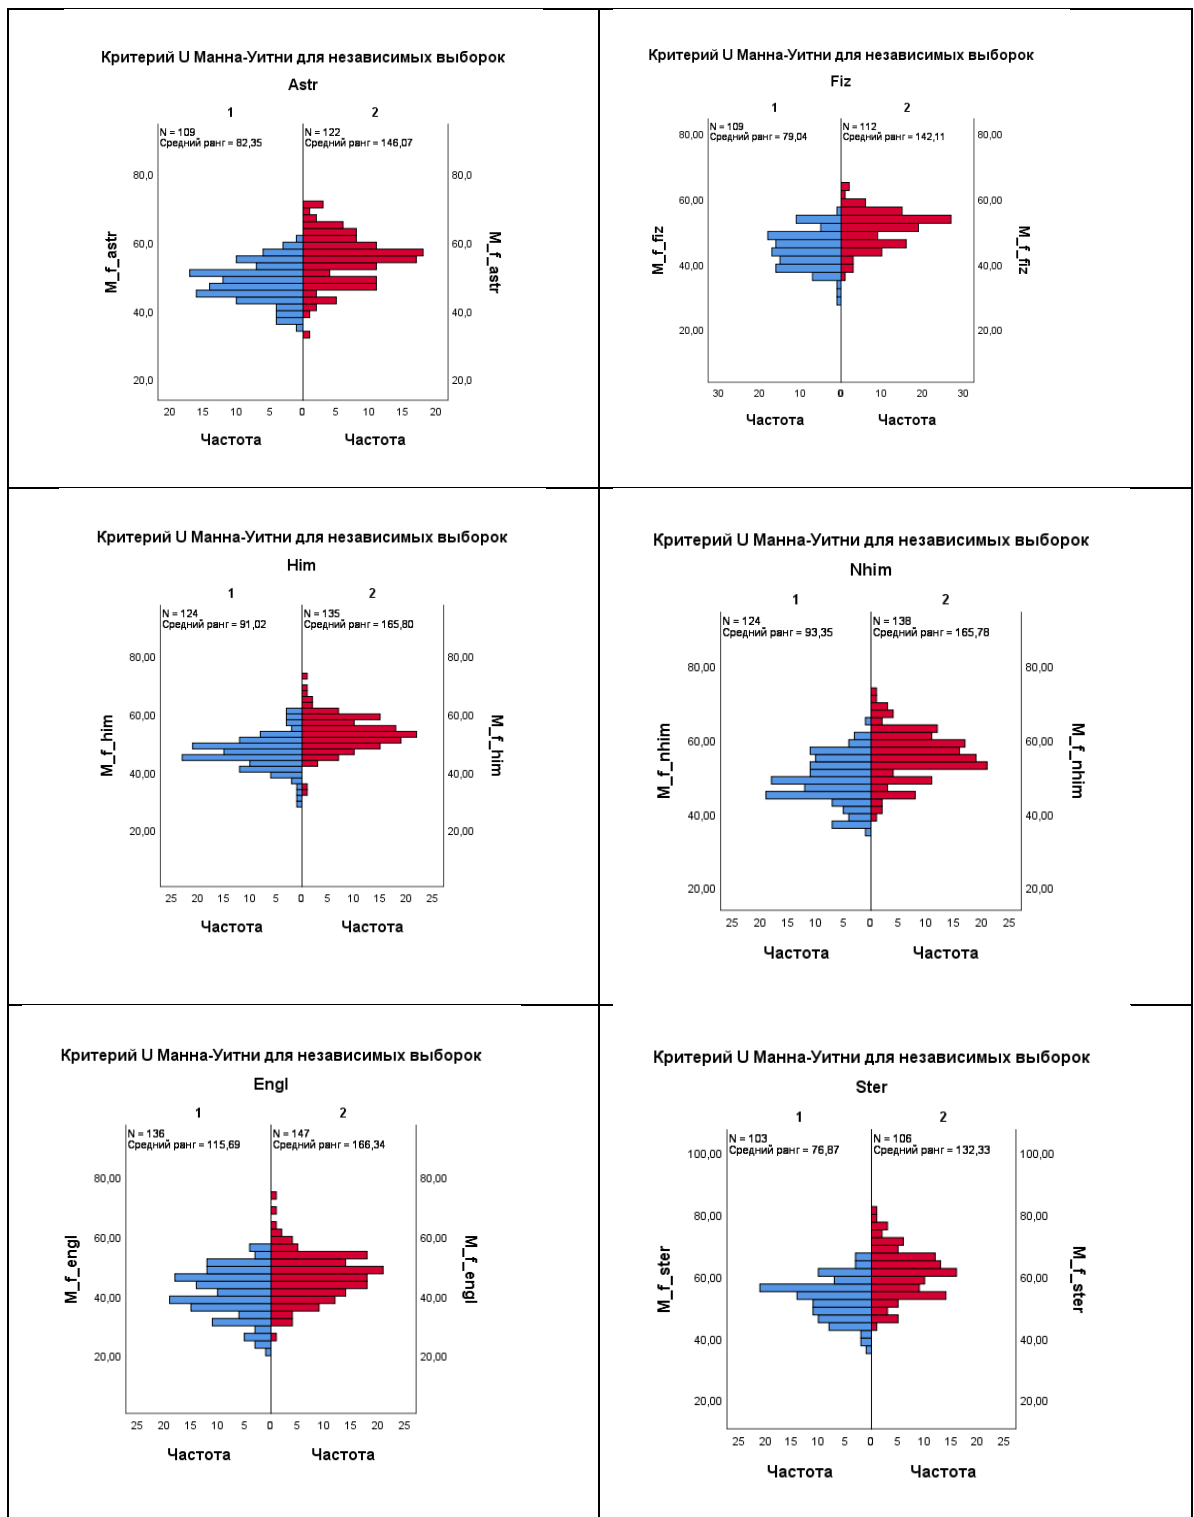 Критерий U Манна-Уитни для независимых выборок
Astr
1 2
N = 109 N = 122
Средний ранг = 82,35 Средний ранг = 146,07
80,0 80,0
60,0 60,0
M_f_astr M_f_astr
40,0 40,0
20,0 20,0
20 15 10 5 0 5 10 15 20
Частота Частота
Критерий U Манна-Уитни для независимых выборок
Fiz
1 2
N = 109 N = 112
Средний ранг = 79,04 Средний ранг = 142,11
80,00 80,00
60,00 60,00
M_f_fiz M_f_fiz
40,00 40,00
20,00 20,00
30 20 10 0 10 20 30
Частота Частота
Критерий U Манна-Уитни для независимых выборок
Him
1 2
N = 124 N = 135
Средний ранг = 91,02 Средний ранг = 165,80
80,00 80,00
60,00 60,00
M_f_him M_f_him
40,00 40,00
20,00 20,00
25 20 15 10 5 0 5 10 15 20 25
Частота Частота
Критерий U Манна-Уитни для независимых выборок
Nhim
1 2
N = 124 N = 138
Средний ранг = 93,35 Средний ранг = 165,78
80,00 80,00
60,00 60,00
M_f_nhim M_f_nhim
40,00 40,00
20,00 20,00
25 20 15 10 5 0 5 10 15 20 25
Частота Частота
Критерий U Манна-Уитни для независимых выборок
Engl
1 2
N = 136 N = 147
Средний ранг = 115,69 Средний ранг = 166,34
80,00 80,00
60,00 60,00
M_f_engl M_f_engl
40,00 40,00
20,00 20,00
25 20 15 10 5 0 5 10 15 20 25
Частота Частота
Критерий U Манна-Уитни для независимых выборок
Ster
1 2
N = 103 N = 106
Средний ранг = 76,87 Средний ранг = 132,33
100,00 100,00
80,00 80,00
60,00 60,00
M_f_ster M_f_ster
40,00 40,00
20,00 20,00
25 20 15 10 5 0 5 10 15 20 25
Частота Частота